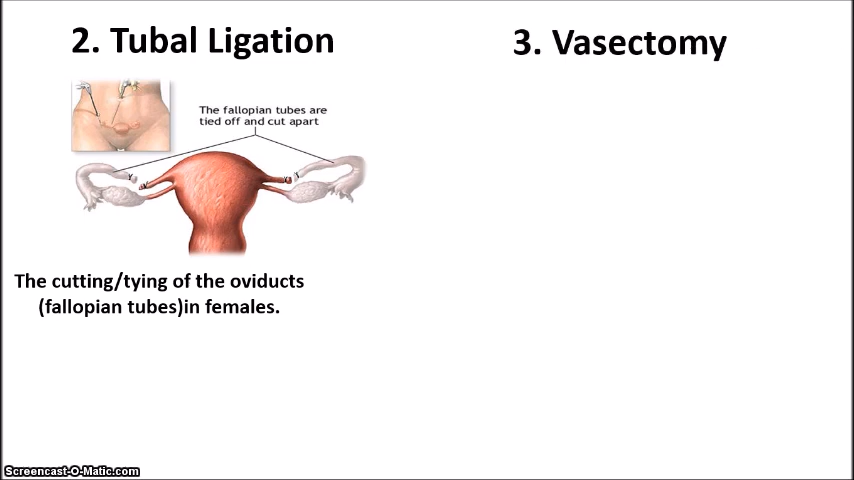 2. Tubal Ligation
3. Vasectomy
The fallopian tubes are
tied off and cut apart
The cutting/tying of the oviducts
(fallopian tubes)in females.
Screencast-O-Matic.com